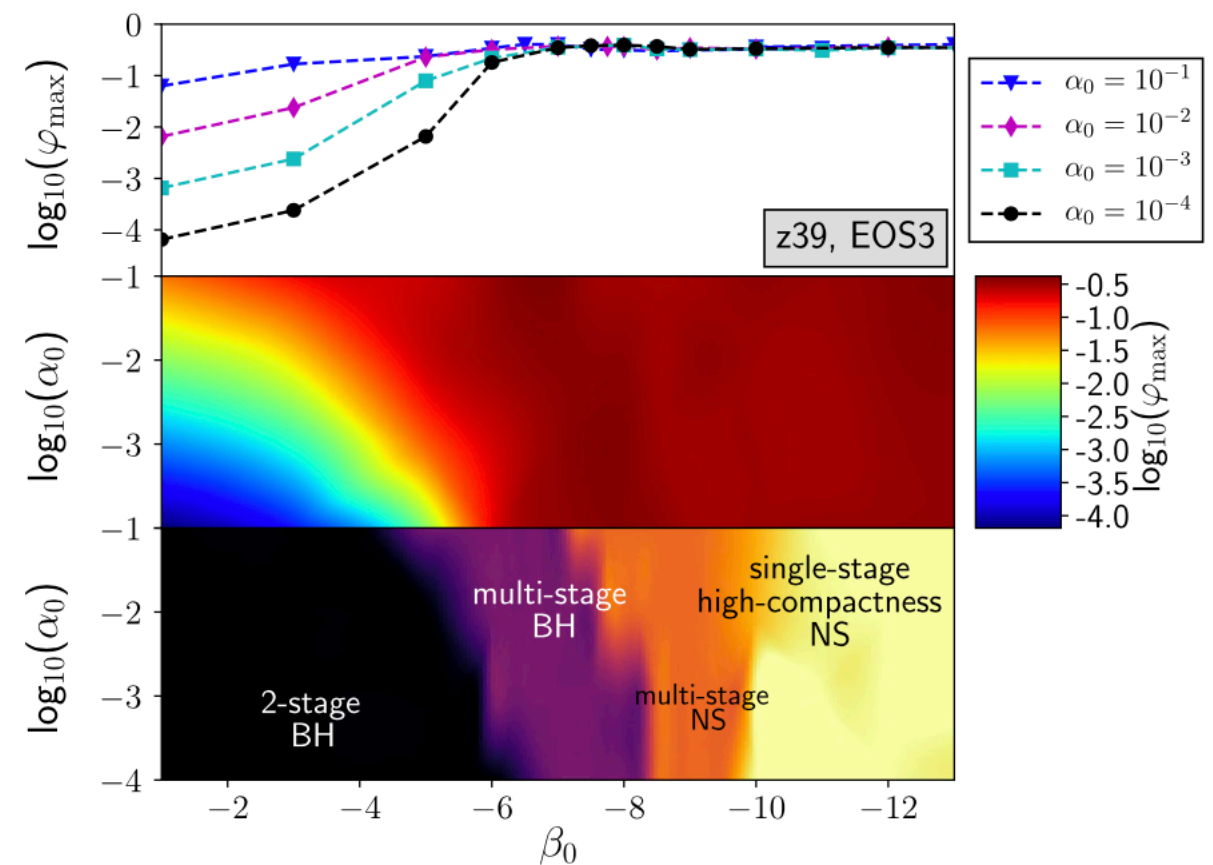 log₁₀(φmax)
0
−1
−2
−3
−4
z39, EOS3
α₀ = 10⁻¹
α₀ = 10⁻²
α₀ = 10⁻³
α₀ = 10⁻⁴
log₁₀(α₀)
−1
−2
−3
-0.5
-1.0
-1.5
-2.0
-2.5
-3.0
-3.5
-4.0
log₁₀(φmax)
log₁₀(α₀)
−1
−2
−3
−4
2-stage
BH
multi-stage
BH
multi-stage
NS
single-stage
high-compactness
NS
−2
−4
−6
−8
−10
−12
β₀